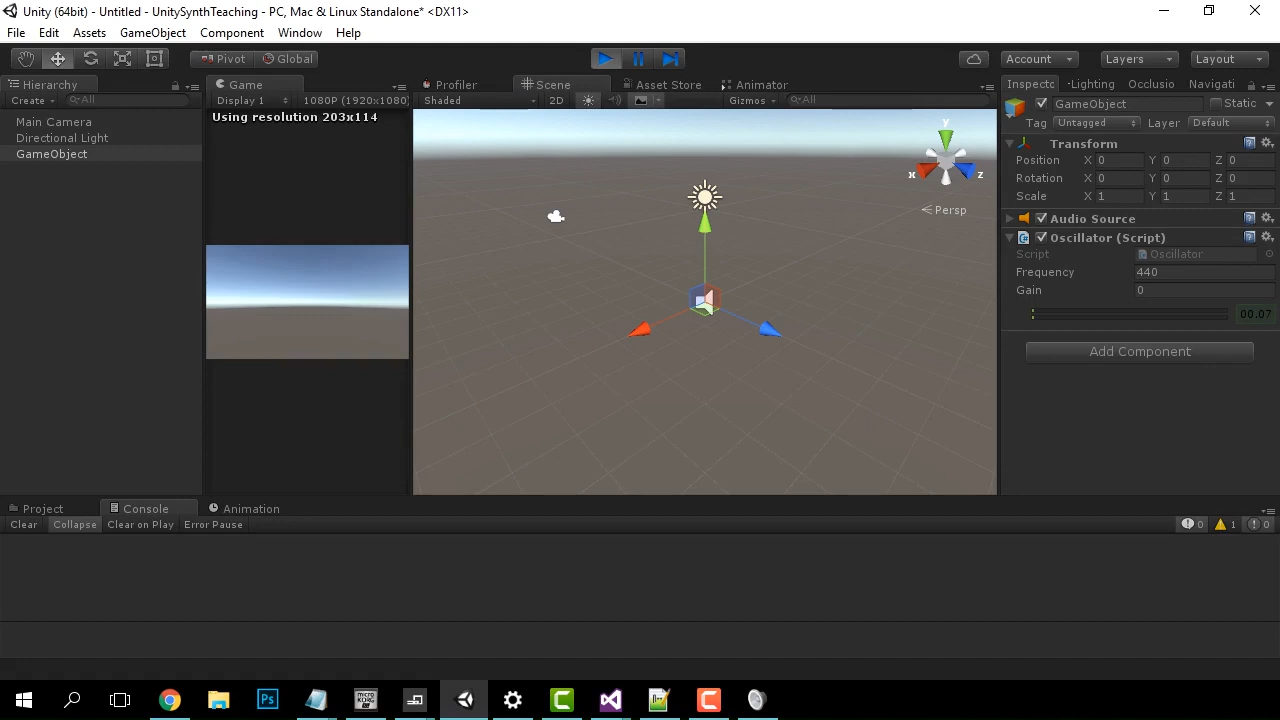 Unity (64bit) - Untitled - UnitySynthTeaching - PC, Mac & Linux Standalone* <DX11>
File Edit Assets GameObject Component Window Help
Pivot Global Account Layers Layout
Hierarchy Game Profiler Scene Asset Store Animator Inspectc Lighting Occlusio Navigati
Create All Display 1 1080P (1920x1080) Shaded 2D Gizmos All GameObject Static
Using resolution 203x114
Tag Untagged Layer Default
Main Camera
Directional Light
GameObject
y
x z
Persp
Transform
Position X 0 Y 0 Z 0
Rotation X 0 Y 0 Z 0
Scale X 1 Y 1 Z 1
Audio Source
Oscillator (Script)
Script Oscillator
Frequency 440
Gain 0
00.07
Add Component
Project Console Animation
Clear Collapse Clear on Play Error Pause 0 1 0
Ps